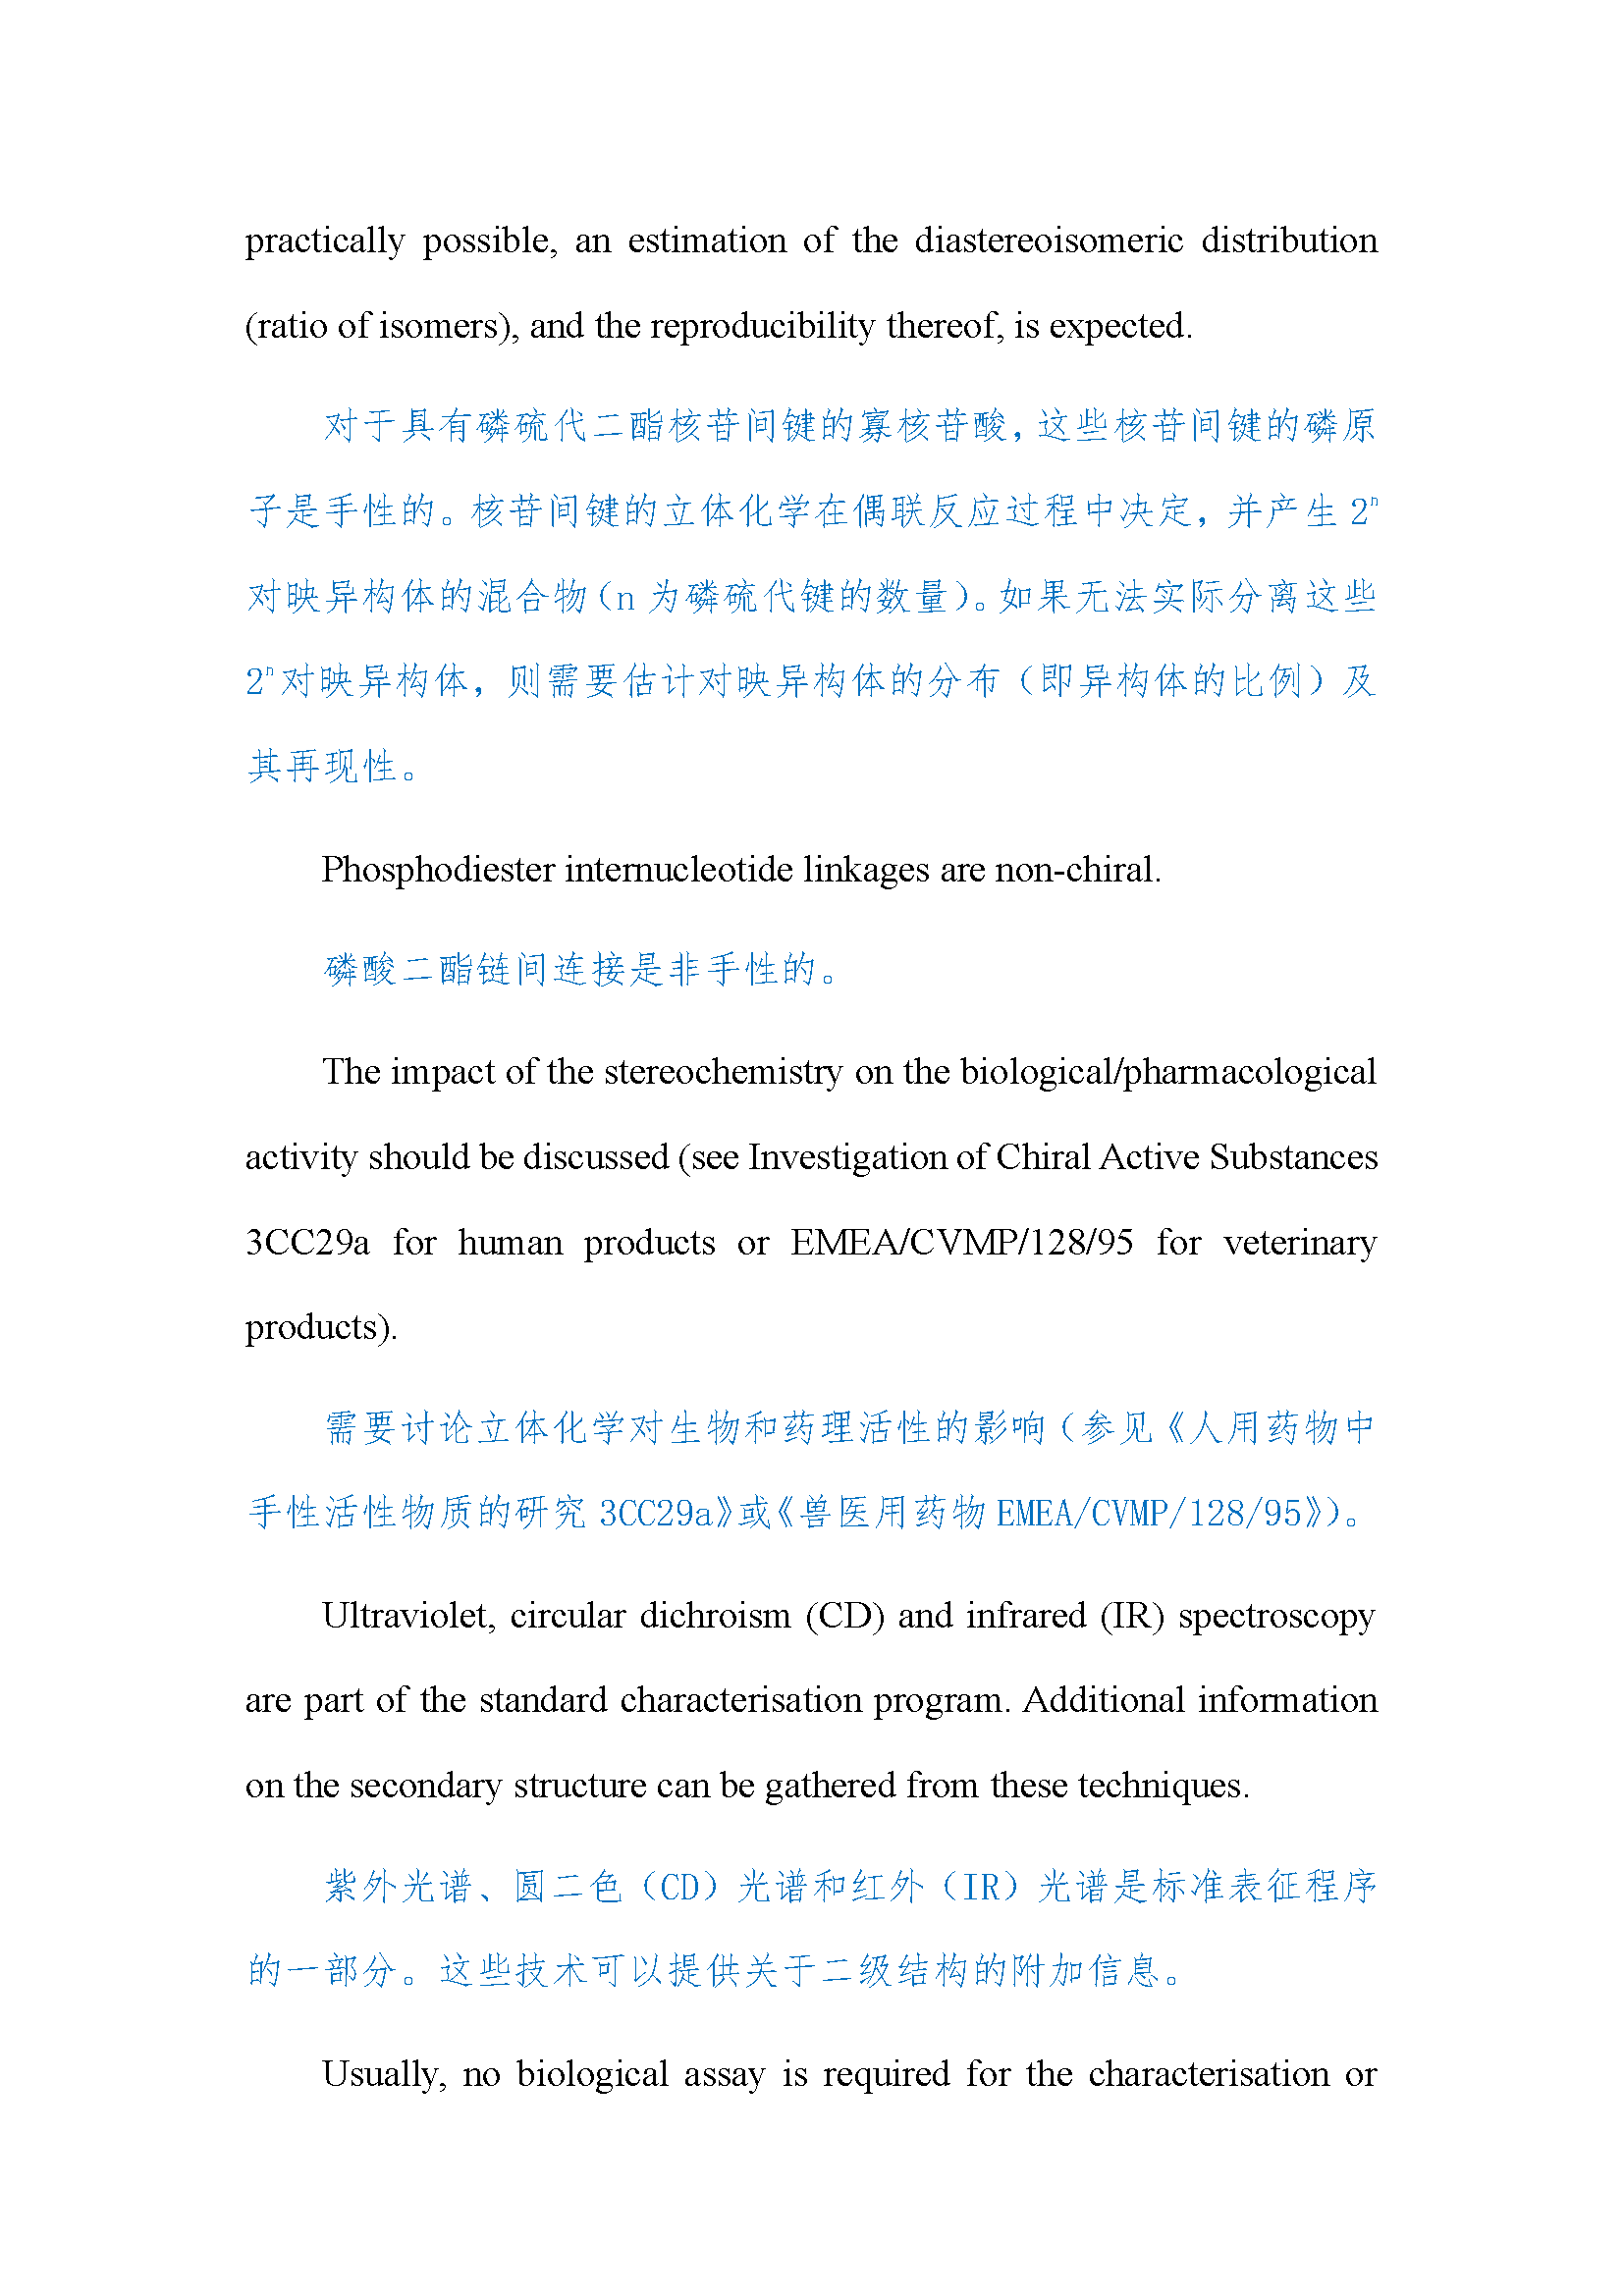 practically possible, an estimation of the diastereoisomeric distribution
(ratio of isomers), and the reproducibility thereof, is expected.
对于具有磷硫代二酯核苷间键的寡核苷酸，这些核苷间键的磷原
子是手性的。核苷间键的立体化学在偶联反应过程中决定，并产生 2ⁿ
对映异构体的混合物（n 为磷硫代键的数量）。如果无法实际分离这些
2ⁿ对映异构体，则需要估计对映异构体的分布（即异构体的比例）及
其再现性。
Phosphodiester internucleotide linkages are non-chiral.
磷酸二酯链间连接是非手性的。
The impact of the stereochemistry on the biological/pharmacological
activity should be discussed (see Investigation of Chiral Active Substances
3CC29a for human products or EMEA/CVMP/128/95 for veterinary
products).
需要讨论立体化学对生物和药理活性的影响（参见《人用药物中
手性活性物质的研究 3CC29a》或《兽医用药物 EMEA/CVMP/128/95》）。
Ultraviolet, circular dichroism (CD) and infrared (IR) spectroscopy
are part of the standard characterisation program. Additional information
on the secondary structure can be gathered from these techniques.
紫外光谱、圆二色（CD）光谱和红外（IR）光谱是标准表征程序
的一部分。这些技术可以提供关于二级结构的附加信息。
Usually, no biological assay is required for the characterisation or